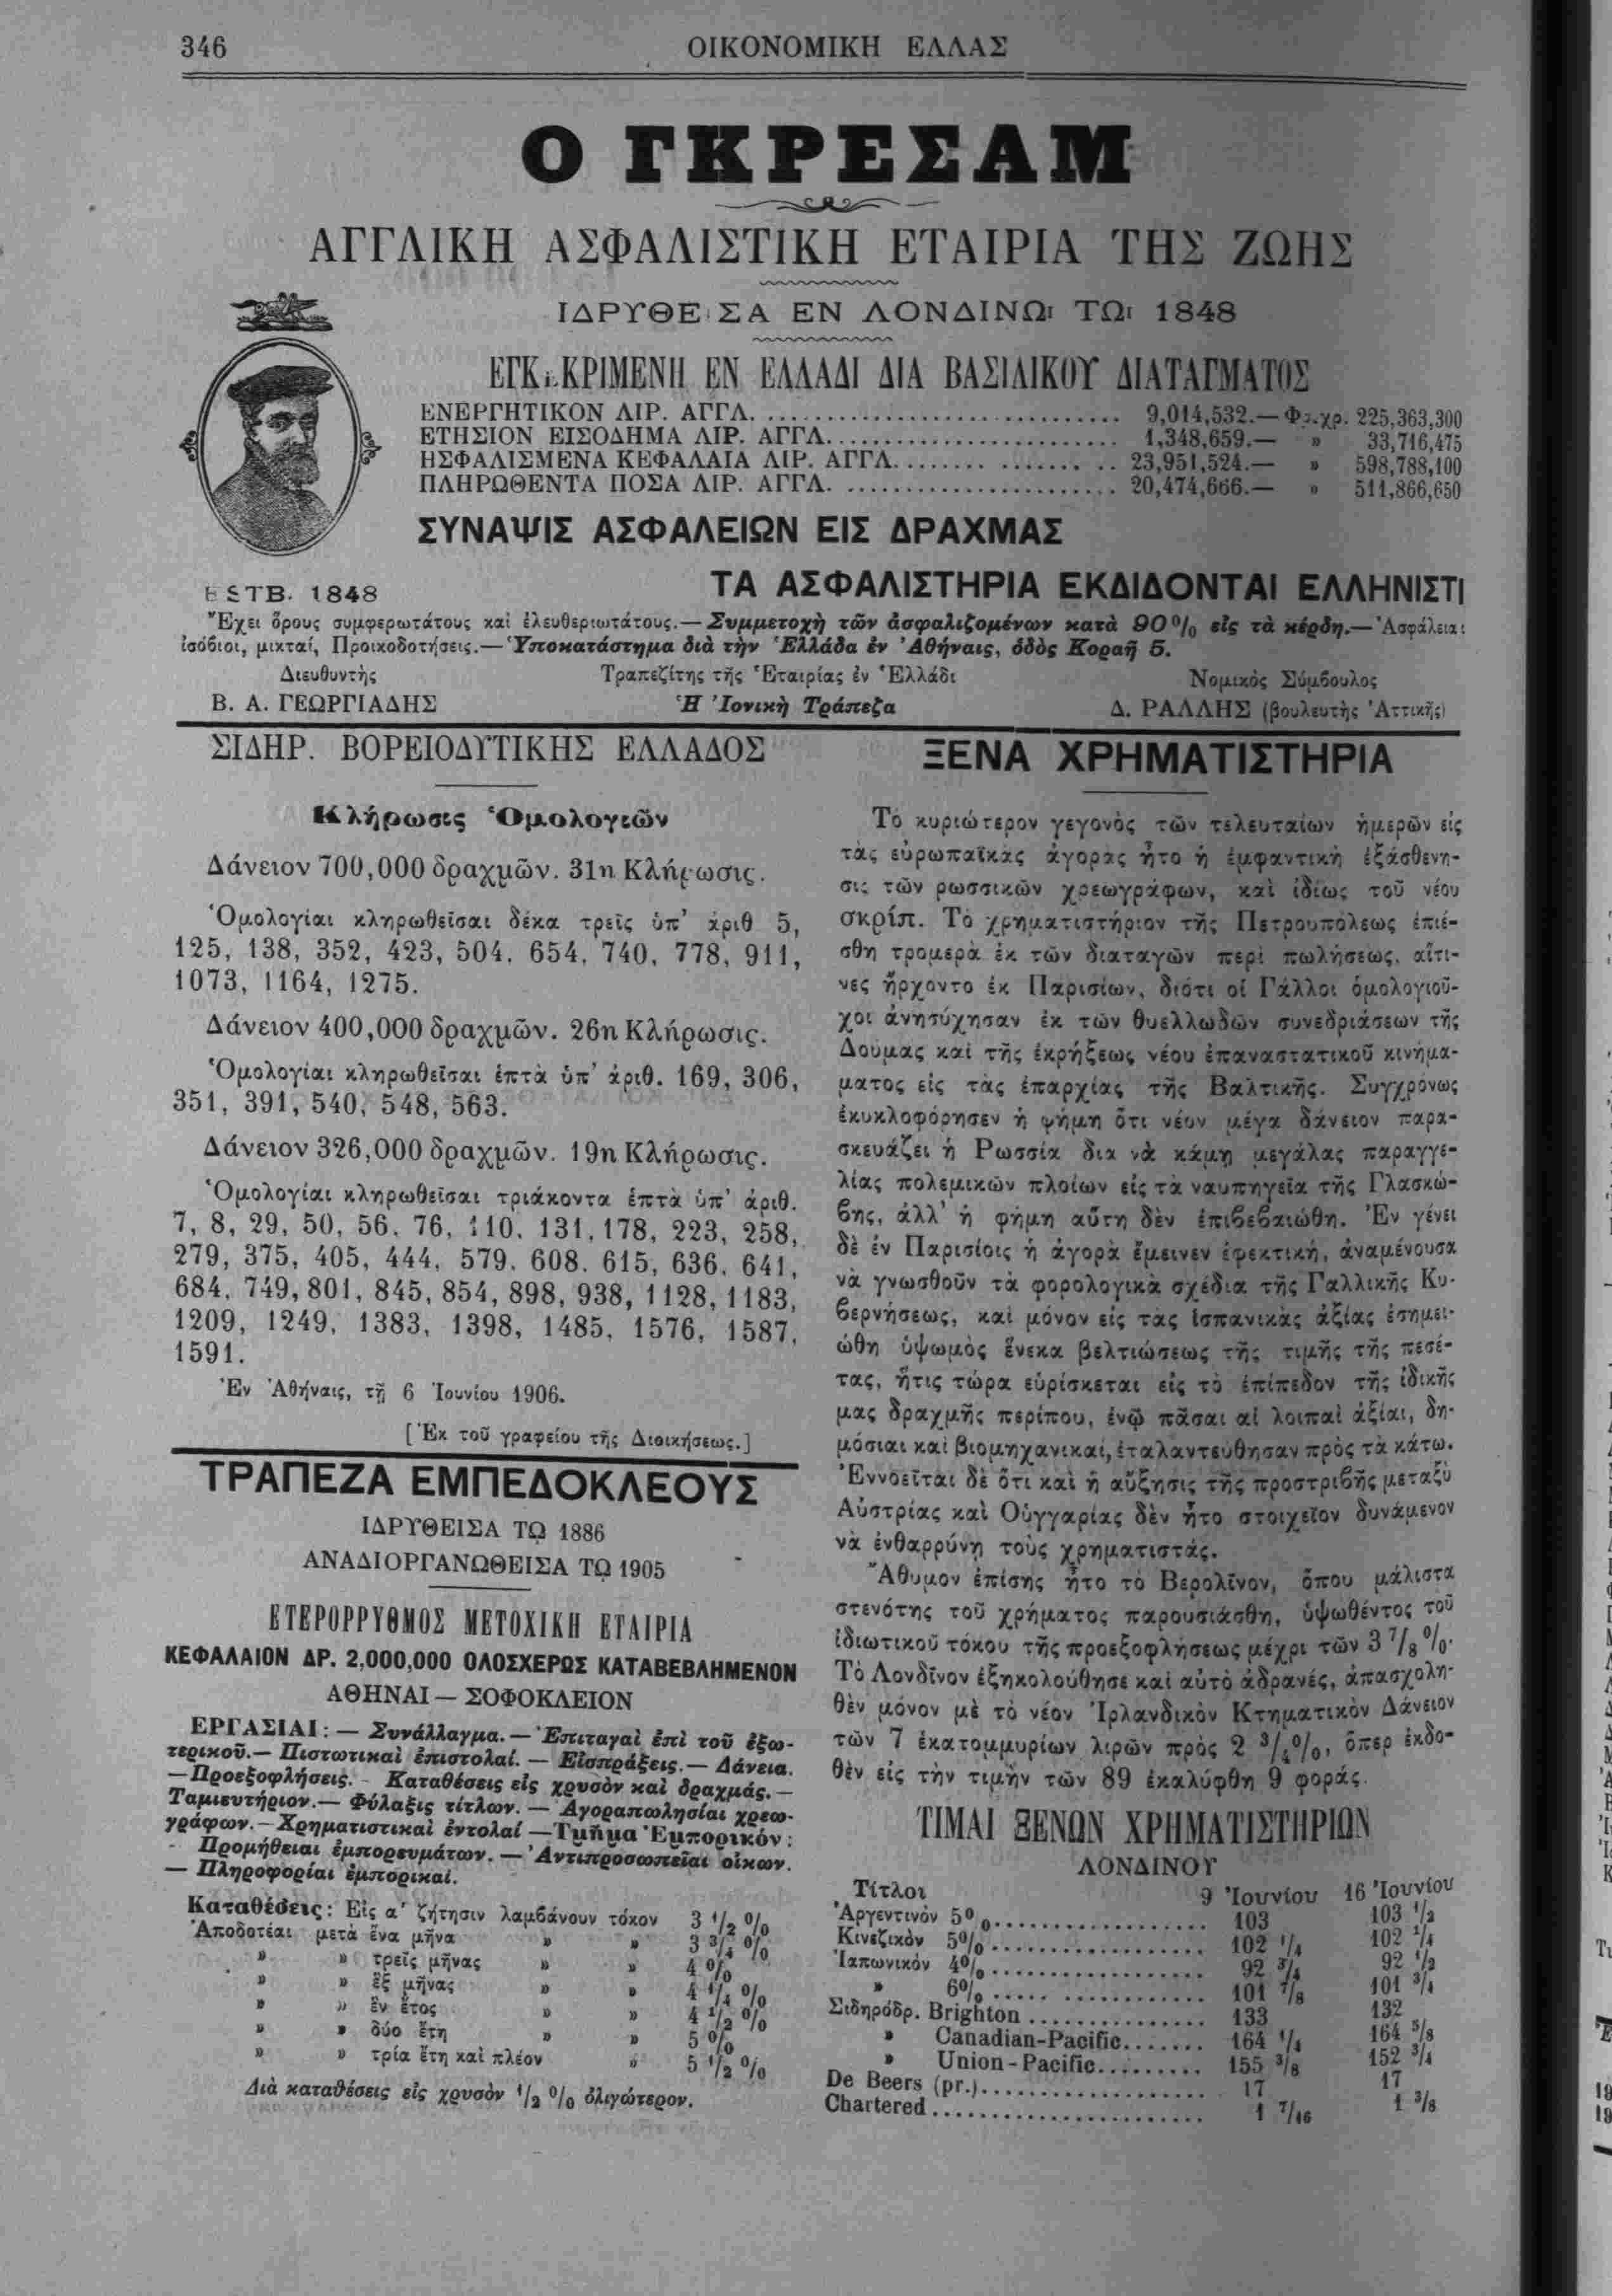 346
ΟΙΚΟΝΟΜΙΚΗ ΕΛΛΑΣ
Ο ΓΚΡΕΣΑΜ
ΑΓΓΛΙΚΗ ΑΣΦΑΛΙΣΤΙΚΗ ΕΤΑΙΡΙΑ ΤΗΣ ΖΩΗΣ
ΙΔΡΥΘΕΙΣΑ ΕΝ ΛΟΝΔΙΝΩι ΤΩι 1848
ΕΓΚεΚΡΙΜΕΝΗ ΕΝ ΕΛΛΑΔΙ ΔΙΑ ΒΑΣΙΛΙΚΟΥ ΔΙΑΤΑΓΜΑΤΟΣ
ΕΝΕΡΓΗΤΙΚΟΝ ΛΙΡ. ΑΓΓΛ. 9,014,532.— Φρ.χρ. 225,363,300
ΕΤΗΣΙΟΝ ΕΙΣΟΔΗΜΑ ΛΙΡ. ΑΓΓΛ. 1,348,659.— » 33,716,475
ΗΣΦΑΛΙΣΜΕΝΑ ΚΕΦΑΛΑΙΑ ΛΙΡ. ΑΓΓΛ. 23,951,524.— » 598,788,100
ΠΛΗΡΩΘΕΝΤΑ ΠΟΣΑ ΛΙΡ. ΑΓΓΛ. 20,474,666.— » 511,866,650
ΣΥΝΑΨΙΣ ΑΣΦΑΛΕΙΩΝ ΕΙΣ ΔΡΑΧΜΑΣ
ESTB. 1848
ΤΑ ΑΣΦΑΛΙΣΤΗΡΙΑ ΕΚΔΙΔΟΝΤΑΙ ΕΛΛΗΝΙΣΤΙ
Ἔχει ὅρους συμφερωτάτους καὶ ἐλευθεριωτάτους.— Συμμετοχὴ τῶν ἀσφαλιζομένων κατὰ 90% εἰς τὰ κέρδη.— Ἀσφάλειαι
ἰσόβιοι, μικταί, Προικοδοτήσεις.— Ὑποκατάστημα διὰ τὴν Ἑλλάδα ἐν Ἀθήναις, ὁδὸς Κοραῆ 5.
Διευθυντὴς
Β. Α. ΓΕΩΡΓΙΑΔΗΣ
Τραπεζίτης τῆς Ἑταιρίας ἐν Ἑλλάδι
Ἡ Ἰονικὴ Τράπεζα
Νομικὸς Σύμβουλος
Δ. ΡΑΛΛΗΣ (βουλευτὴς Ἀττικῆς)
ΣΙΔΗΡ. ΒΟΡΕΙΟΔΥΤΙΚΗΣ ΕΛΛΑΔΟΣ
Κλήρωσις Ὁμολογιῶν
Δάνειον 700,000 δραχμῶν. 31η Κλήρωσις.
Ὁμολογίαι κληρωθεῖσαι δέκα τρεῖς ὑπ' ἀριθ 5,
125, 138, 352, 423, 504, 654, 740, 778, 911,
1073, 1164, 1275.
Δάνειον 400,000 δραχμῶν. 26η Κλήρωσις.
Ὁμολογίαι κληρωθεῖσαι ἑπτὰ ὑπ' ἀριθ. 169, 306,
351, 391, 540, 548, 563.
Δάνειον 326,000 δραχμῶν. 19η Κλήρωσις.
Ὁμολογίαι κληρωθεῖσαι τριάκοντα ἑπτὰ ὑπ' ἀριθ.
7, 8, 29, 50, 56, 76, 110, 131, 178, 223, 258,
279, 375, 405, 444, 579, 608, 615, 636, 641,
684, 749, 801, 845, 854, 898, 938, 1128, 1183,
1209, 1249, 1383, 1398, 1485, 1576, 1587,
1591.
Ἐν Ἀθήναις, τῇ 6 Ἰουνίου 1906.
[Ἐκ τοῦ γραφείου τῆς Διοικήσεως.]
ΤΡΑΠΕΖΑ ΕΜΠΕΔΟΚΛΕΟΥΣ
ΙΔΡΥΘΕΙΣΑ ΤΩ 1886
ΑΝΑΔΙΟΡΓΑΝΩΘΕΙΣΑ ΤΩ 1905
ΕΤΕΡΟΡΡΥΘΜΟΣ ΜΕΤΟΧΙΚΗ ΕΤΑΙΡΙΑ
ΚΕΦΑΛΑΙΟΝ ΔΡ. 2,000,000 ΟΛΟΣΧΕΡΩΣ ΚΑΤΑΒΕΒΛΗΜΕΝΟΝ
ΑΘΗΝΑΙ — ΣΟΦΟΚΛΕΙΟΝ
ΕΡΓΑΣΙΑΙ: — Συνάλλαγμα. — Ἐπιταγαὶ ἐπὶ τοῦ ἐξω-
τερικοῦ.— Πιστωτικαὶ ἐπιστολαί. — Εἰσπράξεις.— Δάνεια.
—Προεξοφλήσεις. - Καταθέσεις εἰς χρυσὸν καὶ δραχμάς.—
Ταμιευτήριον.— Φύλαξις τίτλων. — Ἀγοραπωλησίαι χρεω-
γράφων.—Χρηματιστικαὶ ἐντολαί —Τμῆμα Ἐμπορικόν:
- Προμήθειαι ἐμπορευμάτων. — Ἀντιπροσωπεῖαι οἴκων.
— Πληροφορίαι ἐμπορικαί.
Καταθέσεις: Εἰς α' ζήτησιν λαμβάνουν τόκον 3 1/2 %
Ἀποδοτέαι μετὰ ἕνα μῆνα » » 3 3/4 %
» » τρεῖς μῆνας » » 4 %
» » ἓξ μῆνας » » 4 1/4 %
» » ἓν ἔτος » » 4 1/2 %
» » δύο ἔτη » » 5 %
» » τρία ἔτη καὶ πλέον » 5 1/2 %
Διὰ καταθέσεις εἰς χρυσὸν 1/2 % ὀλιγώτερον.
ΞΕΝΑ ΧΡΗΜΑΤΙΣΤΗΡΙΑ
Τὸ κυριώτερον γεγονὸς τῶν τελευταίων ἡμερῶν εἰς
τὰς εὐρωπαϊκὰς ἀγορὰς ἦτο ἡ ἐμφαντικὴ ἐξάσθενη-
σις τῶν ρωσσικῶν χρεωγράφων, καὶ ἰδίως τοῦ νέου
σκρίπ. Τὸ χρηματιστήριον τῆς Πετρουπόλεως ἐπιέ-
σθη τρομερὰ ἐκ τῶν διαταγῶν περὶ πωλήσεως, αἵτι-
νες ἤρχοντο ἐκ Παρισίων, διότι οἱ Γάλλοι ὁμολογιοῦ-
χοι ἀνησύχησαν ἐκ τῶν θυελλωδῶν συνεδριάσεων τῆς
Δούμας καὶ τῆς ἐκρήξεως νέου ἐπαναστατικοῦ κινήμα-
ματος εἰς τὰς ἐπαρχίας τῆς Βαλτικῆς. Συγχρόνως
ἐκυκλοφόρησεν ἡ φήμη ὅτι νέον μέγα δάνειον παρα-
σκευάζει ἡ Ρωσσία δια νὰ κάμῃ μεγάλας παραγγε-
λίας πολεμικῶν πλοίων εἰς τὰ ναυπηγεῖα τῆς Γλασκώ-
βης, ἀλλ' ἡ φήμη αὕτη δὲν ἐπιβεβαιώθη. Ἐν γένει
δὲ ἐν Παρισίοις ἡ ἀγορὰ ἔμεινεν ἐφεκτική, ἀναμένουσα
νὰ γνωσθοῦν τὰ φορολογικὰ σχέδια τῆς Γαλλικῆς Κυ-
βερνήσεως, καὶ μόνον εἰς τὰς ἱσπανικὰς ἀξίας ἐσημει-
ώθη ὑψωμὸς ἕνεκα βελτιώσεως τῆς τιμῆς τῆς πεσέ-
τας, ἥτις τώρα εὑρίσκεται εἰς τὸ ἐπίπεδον τῆς ἰδικῆς
μας δραχμῆς περίπου, ἐνῷ πᾶσαι αἱ λοιπαὶ ἀξίαι, δη-
μόσιαι καὶ βιομηχανικαί, ἐταλαντεύθησαν πρὸς τὰ κάτω.
Ἐννοεῖται δὲ ὅτι καὶ ἡ αὔξησις τῆς προστριβῆς μεταξὺ
Αὐστρίας καὶ Οὑγγαρίας δὲν ἦτο στοιχεῖον δυνάμενον
νὰ ἐνθαρρύνῃ τοὺς χρηματιστάς.
Ἄθυμον ἐπίσης ἦτο τὸ Βερολῖνον, ὅπου μάλιστα
στενότης τοῦ χρήματος παρουσιάσθη, ὑψωθέντος τοῦ
ἰδιωτικοῦ τόκου τῆς προεξοφλήσεως μέχρι τῶν 3 7/8 %.
Τὸ Λονδῖνον ἐξηκολούθησε καὶ αὐτὸ ἀδρανές, ἀπασχολη-
θὲν μόνον μὲ τὸ νέον Ἰρλανδικὸν Κτηματικὸν Δάνειον
τῶν 7 ἑκατομμυρίων λιρῶν πρὸς 2 3/4 %, ὅπερ ἐκδο-
θὲν εἰς τὴν τιμὴν τῶν 89 ἐκαλύφθη 9 φοράς.
ΤΙΜΑΙ ΞΕΝΩΝ ΧΡΗΜΑΤΙΣΤΗΡΙΩΝ
ΛΟΝΔΙΝΟΥ
Τίτλοι 9 Ἰουνίου 16 Ἰουνίου
Ἀργεντινὸν 5% 103 103 1/2
Κινεζικὸν 5% 102 1/4 102 1/4
Ἰαπωνικόν 4% 92 3/4 92 1/2
» 6% 101 7/8 101 3/4
Σιδηρόδρ. Brighton 133 132
» Canadian-Pacific 164 1/4 164 5/8
» Union-Pacific 155 3/8 152 3/4
De Beers (pr.) 17 17
Chartered 1 7/16 1 3/8